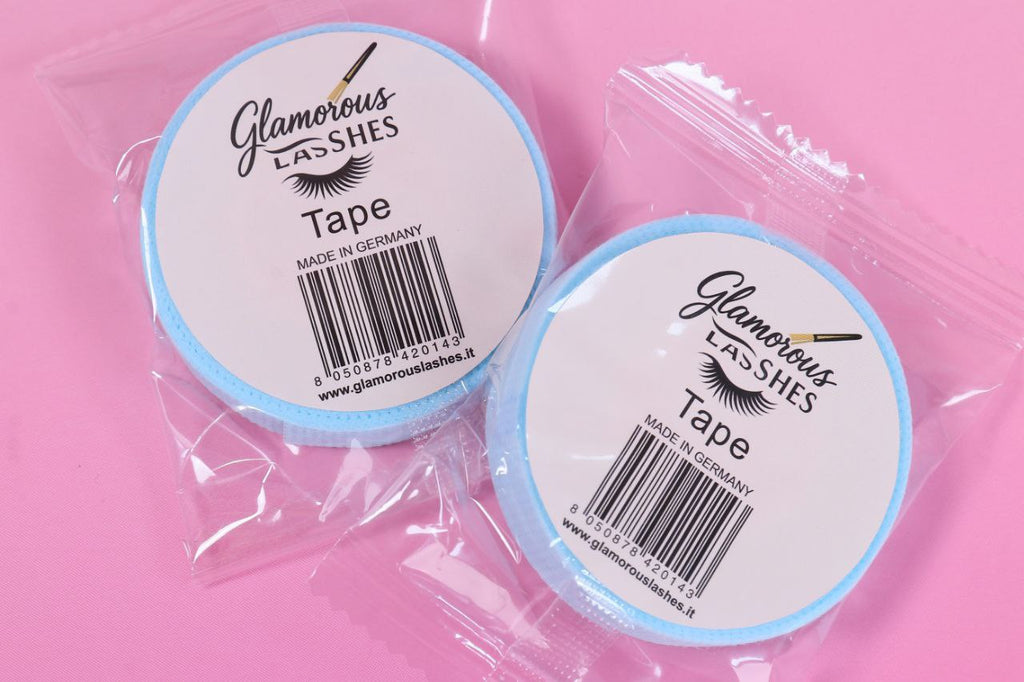 Glamorous
LASSHES
Tape
MADE IN GERMANY
8 050878 420143
www.glamorouslashes.it
Glamorous
LASSHES
Tape
MADE IN GERMANY
8 050878 420143
www.glamorouslashes.it